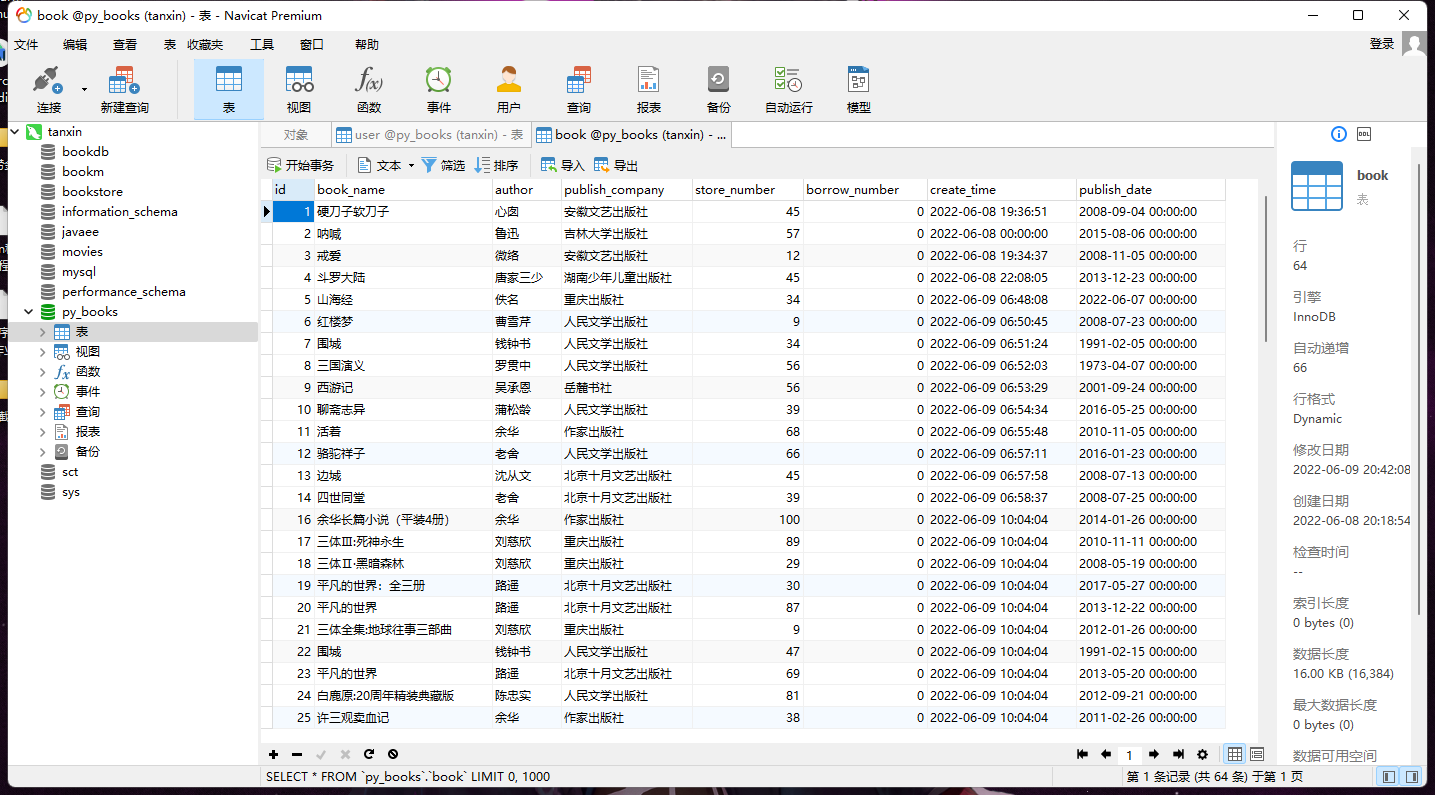 book @py_books (tanxin) - 表 - Navicat Premium
文件 编辑 查看 表 收藏夹 工具 窗口 帮助 登录
连接 新建查询 表 视图 函数 事件 用户 查询 报表 备份 自动运行 模型
对象 user @py_books (tanxin) - 表 book @py_books (tanxin) - ...
开始事务 文本 筛选 排序 导入 导出
tanxin
bookdb
bookm
bookstore
information_schema
javaee
movies
mysql
performance_schema
py_books
表
视图
函数
事件
查询
报表
备份
sct
sys
id book_name author publish_company store_number borrow_number create_time publish_date
1 硬刀子软刀子 心囡 安徽文艺出版社 45 0 2022-06-08 19:36:51 2008-09-04 00:00:00
2 呐喊 鲁迅 吉林大学出版社 57 0 2022-06-08 00:00:00 2015-08-06 00:00:00
3 戒爱 微络 安徽文艺出版社 12 0 2022-06-08 19:34:37 2008-11-05 00:00:00
4 斗罗大陆 唐家三少 湖南少年儿童出版社 45 0 2022-06-08 22:08:05 2013-12-23 00:00:00
5 山海经 佚名 重庆出版社 34 0 2022-06-09 06:48:08 2022-06-07 00:00:00
6 红楼梦 曹雪芹 人民文学出版社 9 0 2022-06-09 06:50:45 2008-07-23 00:00:00
7 围城 钱钟书 人民文学出版社 34 0 2022-06-09 06:51:24 1991-02-05 00:00:00
8 三国演义 罗贯中 人民文学出版社 56 0 2022-06-09 06:52:03 1973-04-07 00:00:00
9 西游记 吴承恩 岳麓书社 56 0 2022-06-09 06:53:29 2001-09-24 00:00:00
10 聊斋志异 蒲松龄 人民文学出版社 39 0 2022-06-09 06:54:34 2016-05-25 00:00:00
11 活着 余华 作家出版社 68 0 2022-06-09 06:55:48 2010-11-05 00:00:00
12 骆驼祥子 老舍 人民文学出版社 66 0 2022-06-09 06:57:11 2016-01-23 00:00:00
13 边城 沈从文 北京十月文艺出版社 45 0 2022-06-09 06:57:58 2008-07-13 00:00:00
14 四世同堂 老舍 北京十月文艺出版社 39 0 2022-06-09 06:58:37 2008-07-25 00:00:00
16 余华长篇小说（平装4册） 余华 作家出版社 100 0 2022-06-09 10:04:04 2014-01-26 00:00:00
17 三体Ⅲ:死神永生 刘慈欣 重庆出版社 89 0 2022-06-09 10:04:04 2010-11-11 00:00:00
18 三体Ⅱ·黑暗森林 刘慈欣 重庆出版社 29 0 2022-06-09 10:04:04 2008-05-19 00:00:00
19 平凡的世界：全三册 路遥 北京十月文艺出版社 30 0 2022-06-09 10:04:04 2017-05-27 00:00:00
20 平凡的世界 路遥 北京十月文艺出版社 87 0 2022-06-09 10:04:04 2013-12-22 00:00:00
21 三体全集:地球往事三部曲 刘慈欣 重庆出版社 9 0 2022-06-09 10:04:04 2012-01-26 00:00:00
22 围城 钱钟书 人民文学出版社 47 0 2022-06-09 10:04:04 1991-02-15 00:00:00
23 平凡的世界 路遥 北京十月文艺出版社 69 0 2022-06-09 10:04:04 2013-05-20 00:00:00
24 白鹿原:20周年精装典藏版 陈忠实 人民文学出版社 81 0 2022-06-09 10:04:04 2012-09-21 00:00:00
25 许三观卖血记 余华 作家出版社 38 0 2022-06-09 10:04:04 2011-02-26 00:00:00
DDL
book
表
行
64
引擎
InnoDB
自动递增
66
行格式
Dynamic
修改日期
2022-06-09 20:42:08
创建日期
2022-06-08 20:18:54
检查时间
--
索引长度
0 bytes (0)
数据长度
16.00 KB (16,384)
最大数据长度
0 bytes (0)
数据可用空间
1
SELECT * FROM `py_books`.`book` LIMIT 0, 1000 第 1 条记录 (共 64 条) 于第 1 页